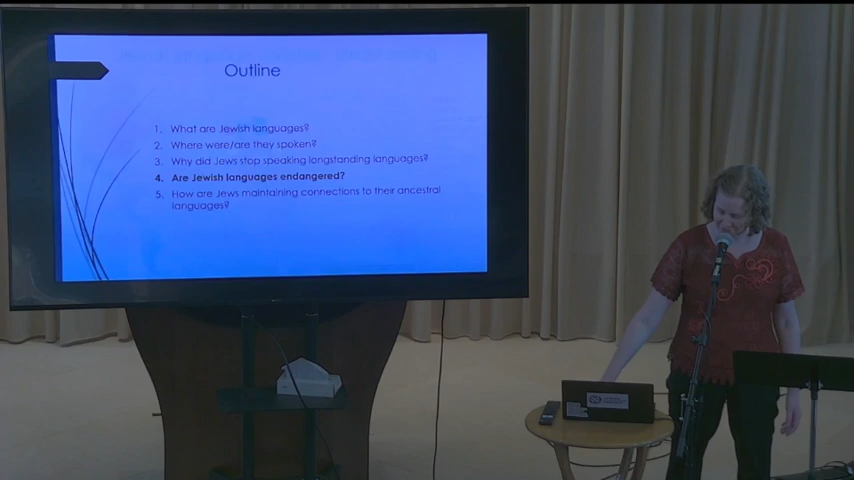 Outline
1. What are Jewish languages?
2. Where were/are they spoken?
3. Why did Jews stop speaking longstanding languages?
4. Are Jewish languages endangered?
5. How are Jews maintaining connections to their ancestral
languages?